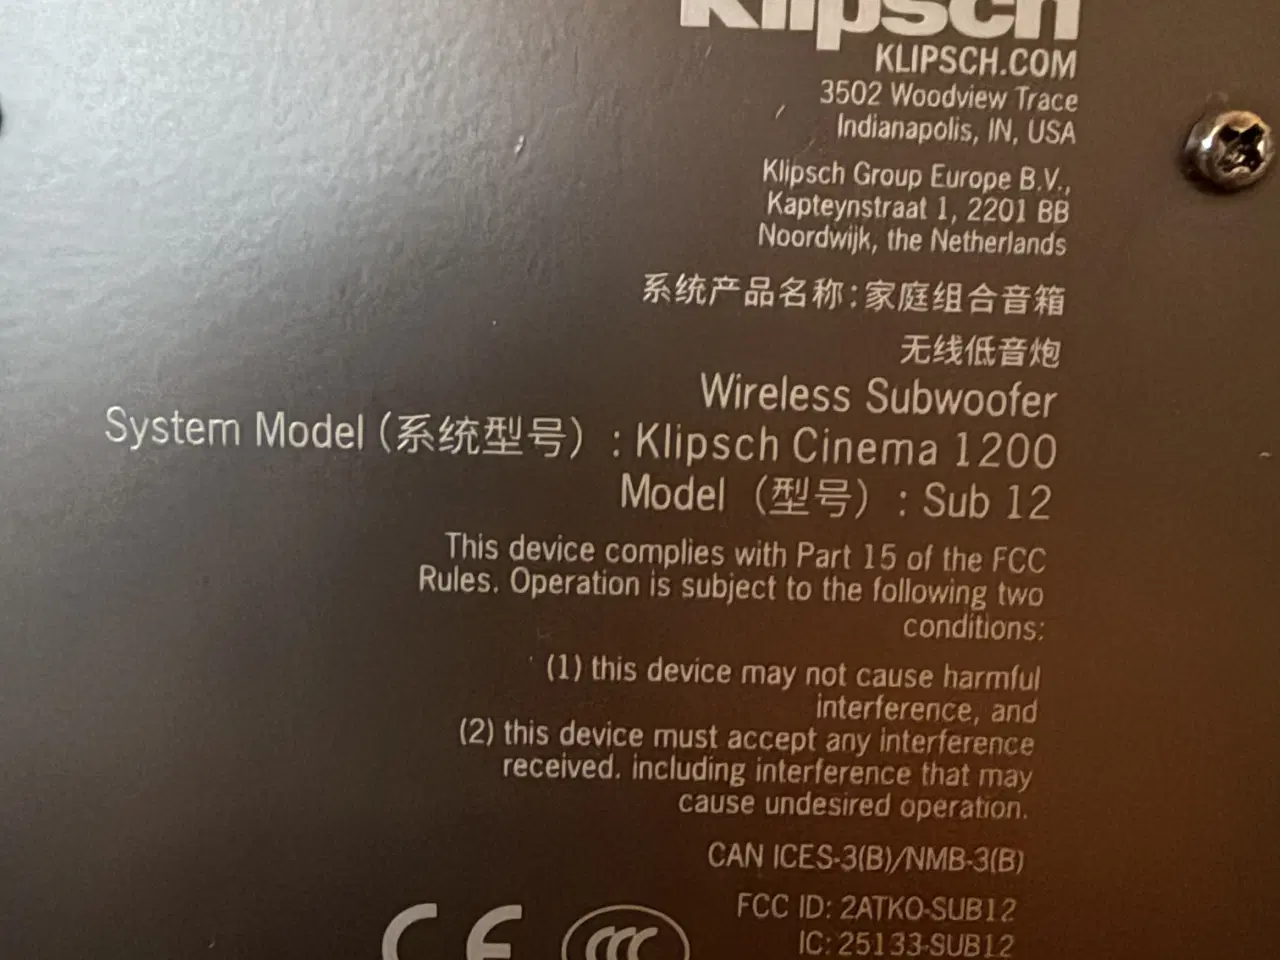 Klipsch
KLIPSCH.COM
3502 Woodview Trace
Indianapolis, IN, USA
Klipsch Group Europe B.V.,
Kapteynstraat 1, 2201 BB
Noordwijk, the Netherlands
系统产品名称:家庭组合音箱
无线低音炮
Wireless Subwoofer
System Model (系统型号) : Klipsch Cinema 1200
Model (型号) : Sub 12
This device complies with Part 15 of the FCC
Rules. Operation is subject to the following two
conditions:
(1) this device may not cause harmful
interference, and
(2) this device must accept any interference
received. including interference that may
cause undesired operation.
CAN ICES-3(B)/NMB-3(B)
FCC ID: 2ATKO-SUB12
IC: 25133-SUB12
CE CCC